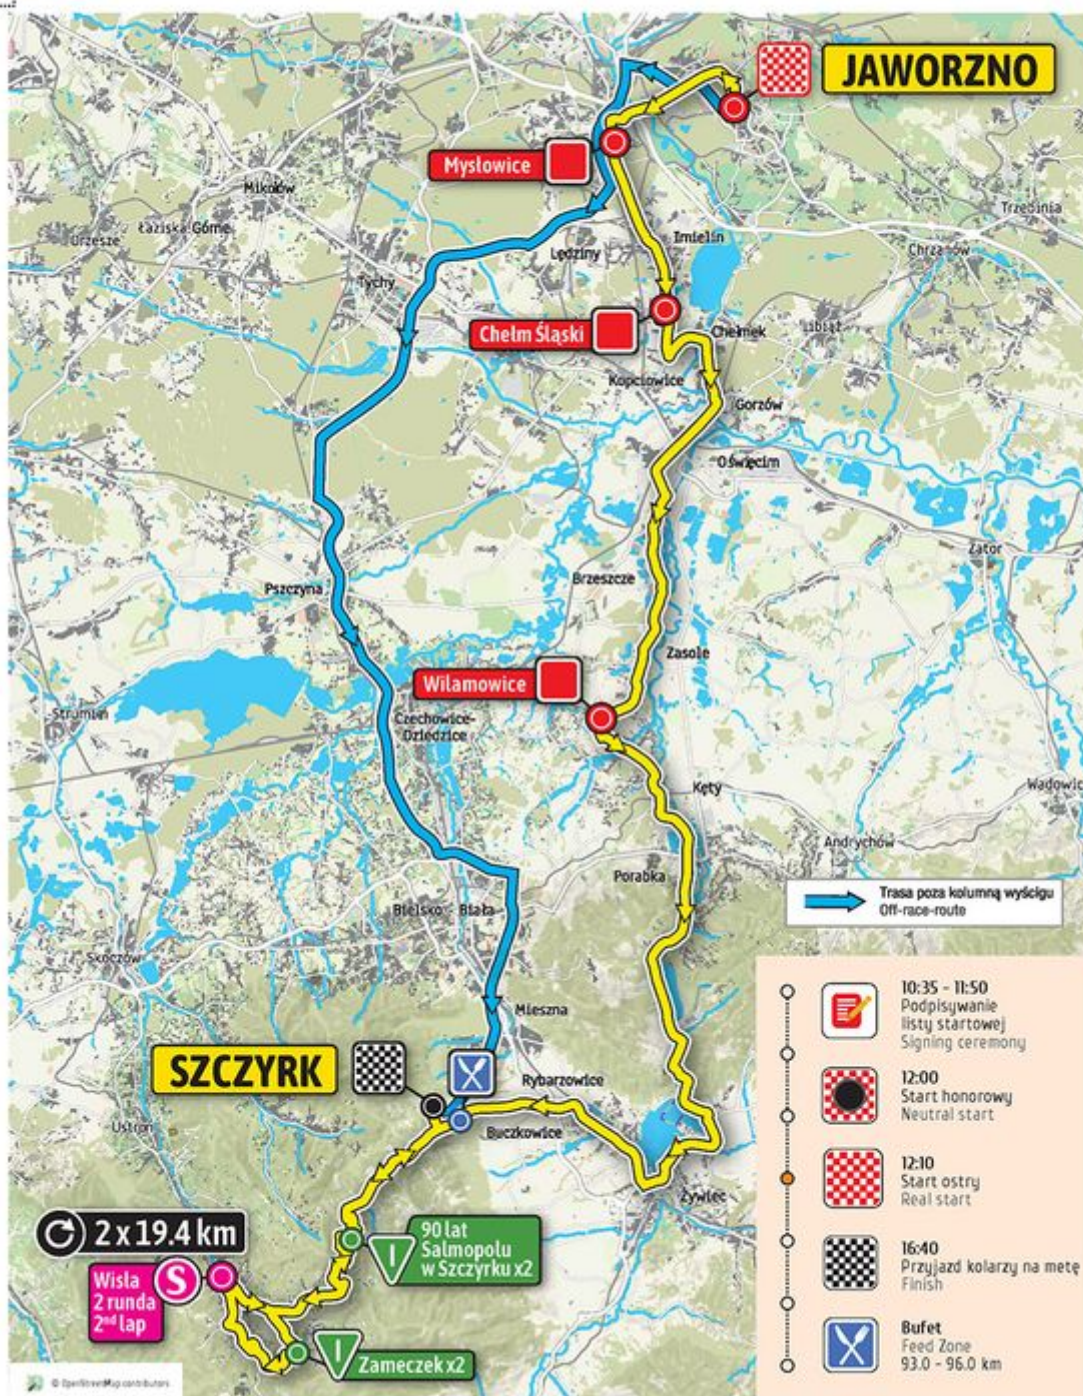 JAWORZNO
Mysłowice
Mikołów
Trzebinia
Orzesze
Łaziska Górne
Imielin
Chrzanów
Lędziny
Tychy
Chełm Śląski
Chełmek
Libiąż
Kopciowice
Gorzów
Oświęcim
Zator
Brzeszcze
Pszczyna
Zasole
Wilamowice
Strumień
Czechowice-
Dziedzice
Kęty
Wadowic
Andrychów
Porąbka
Trasa poza kolumną wyścigu
Off-race-route
Bielsko - Biała
Skoczów
Mieszna
SZCZYRK
Rybarzowice
Buczkowice
Ustroń
Żywiec
2 x 19.4 km
90 lat
Salmopolu
w Szczyrku x2
S
Wisła
2 runda
2nd lap
Zameczek x2
10:35 - 11:50
Podpisywanie
listy startowej
Signing ceremony
12:00
Start honorowy
Neutral start
12:10
Start ostry
Real start
16:40
Przyjazd kolarzy na metę
Finish
Bufet
Feed Zone
93.0 - 96.0 km
© OpenStreetMap contributors